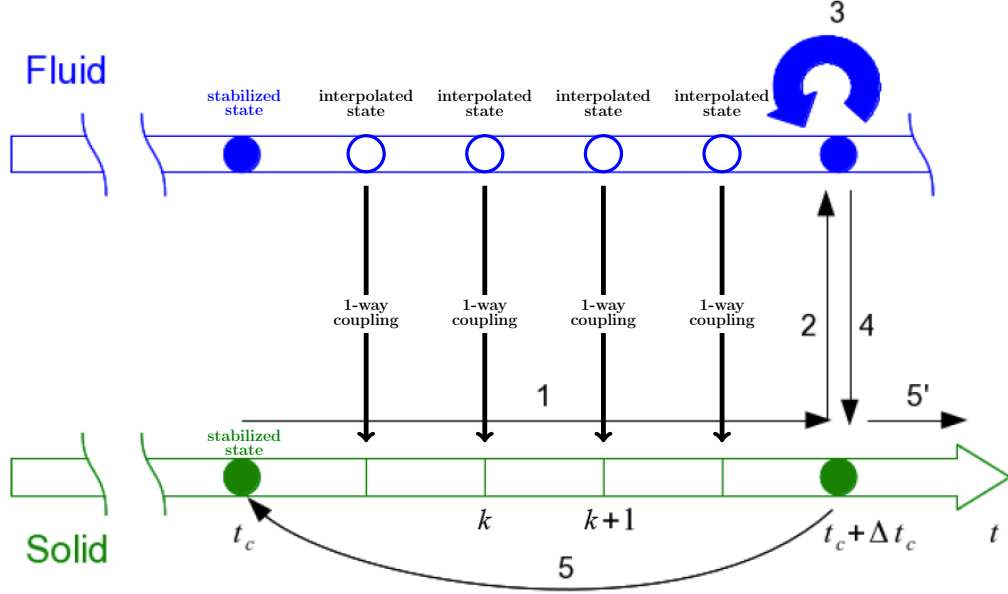 3
Fluid
stabilized
state
interpolated
state
interpolated
state
interpolated
state
interpolated
state
1-way
coupling
1-way
coupling
1-way
coupling
1-way
coupling
2
4
1
5'
stabilized
state
t_c
k
k+1
t_c+Δt_c
t
Solid
5